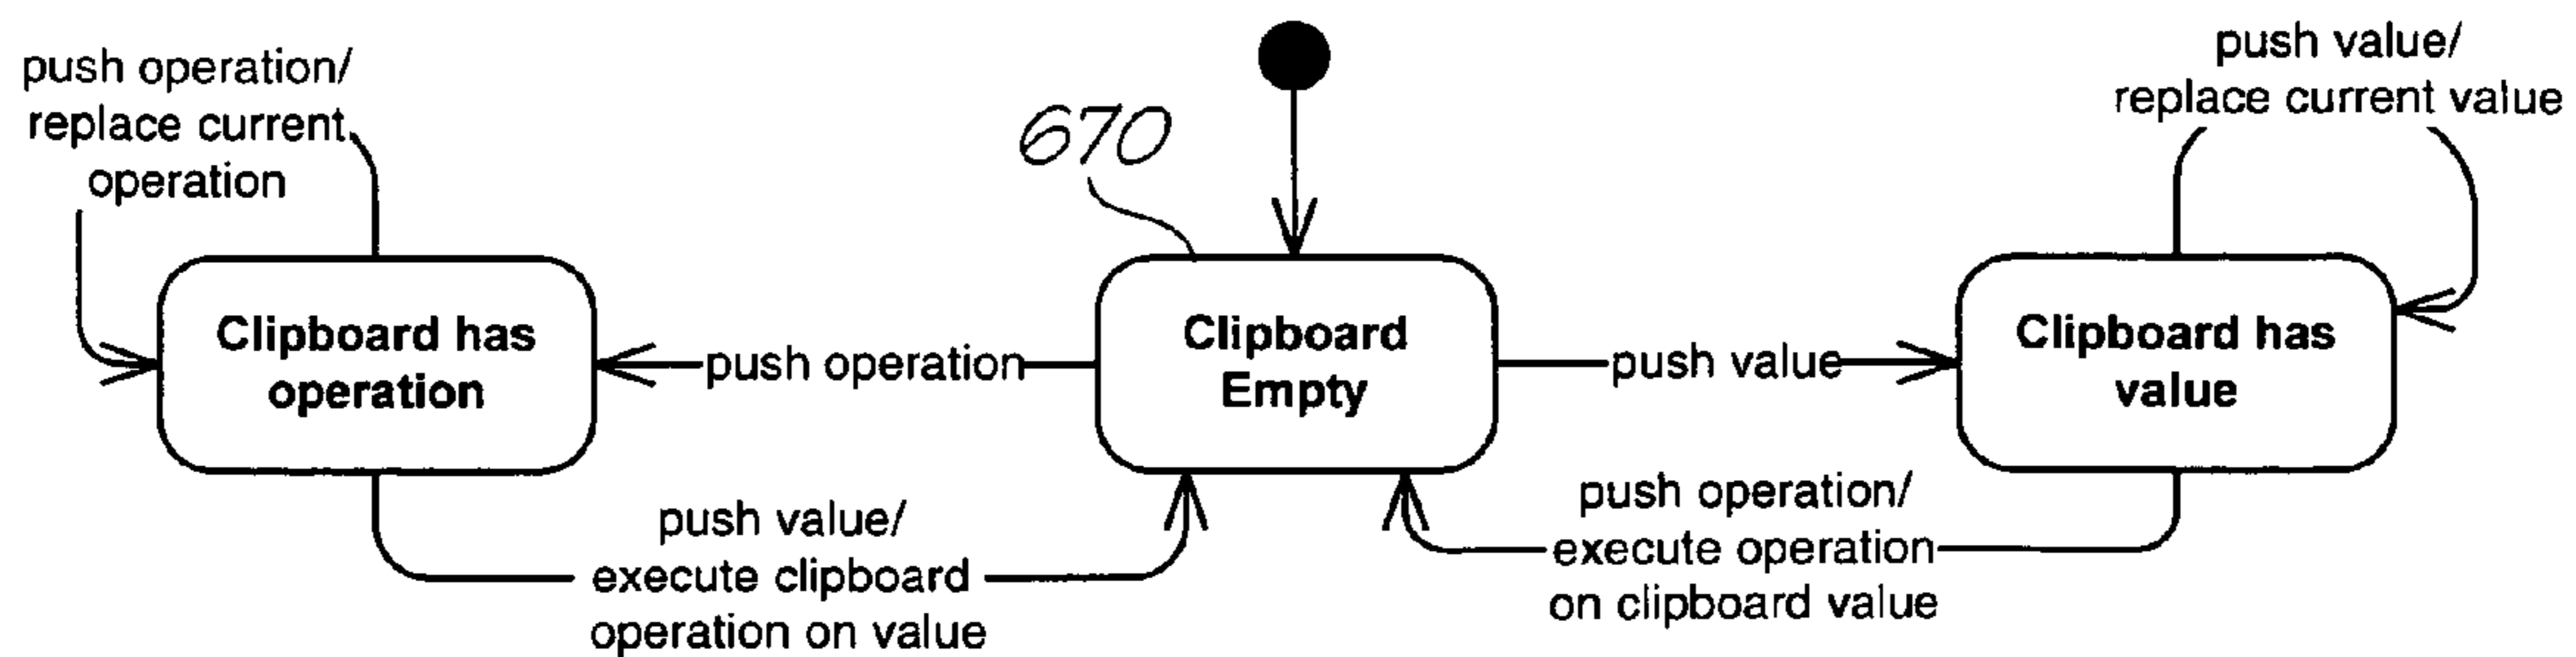 push operation/
replace current
operation
670
push value/
replace current value
Clipboard has
operation
push operation
Clipboard
Empty
push value
Clipboard has
value
push value/
execute clipboard
operation on value
push operation/
execute operation
on clipboard value